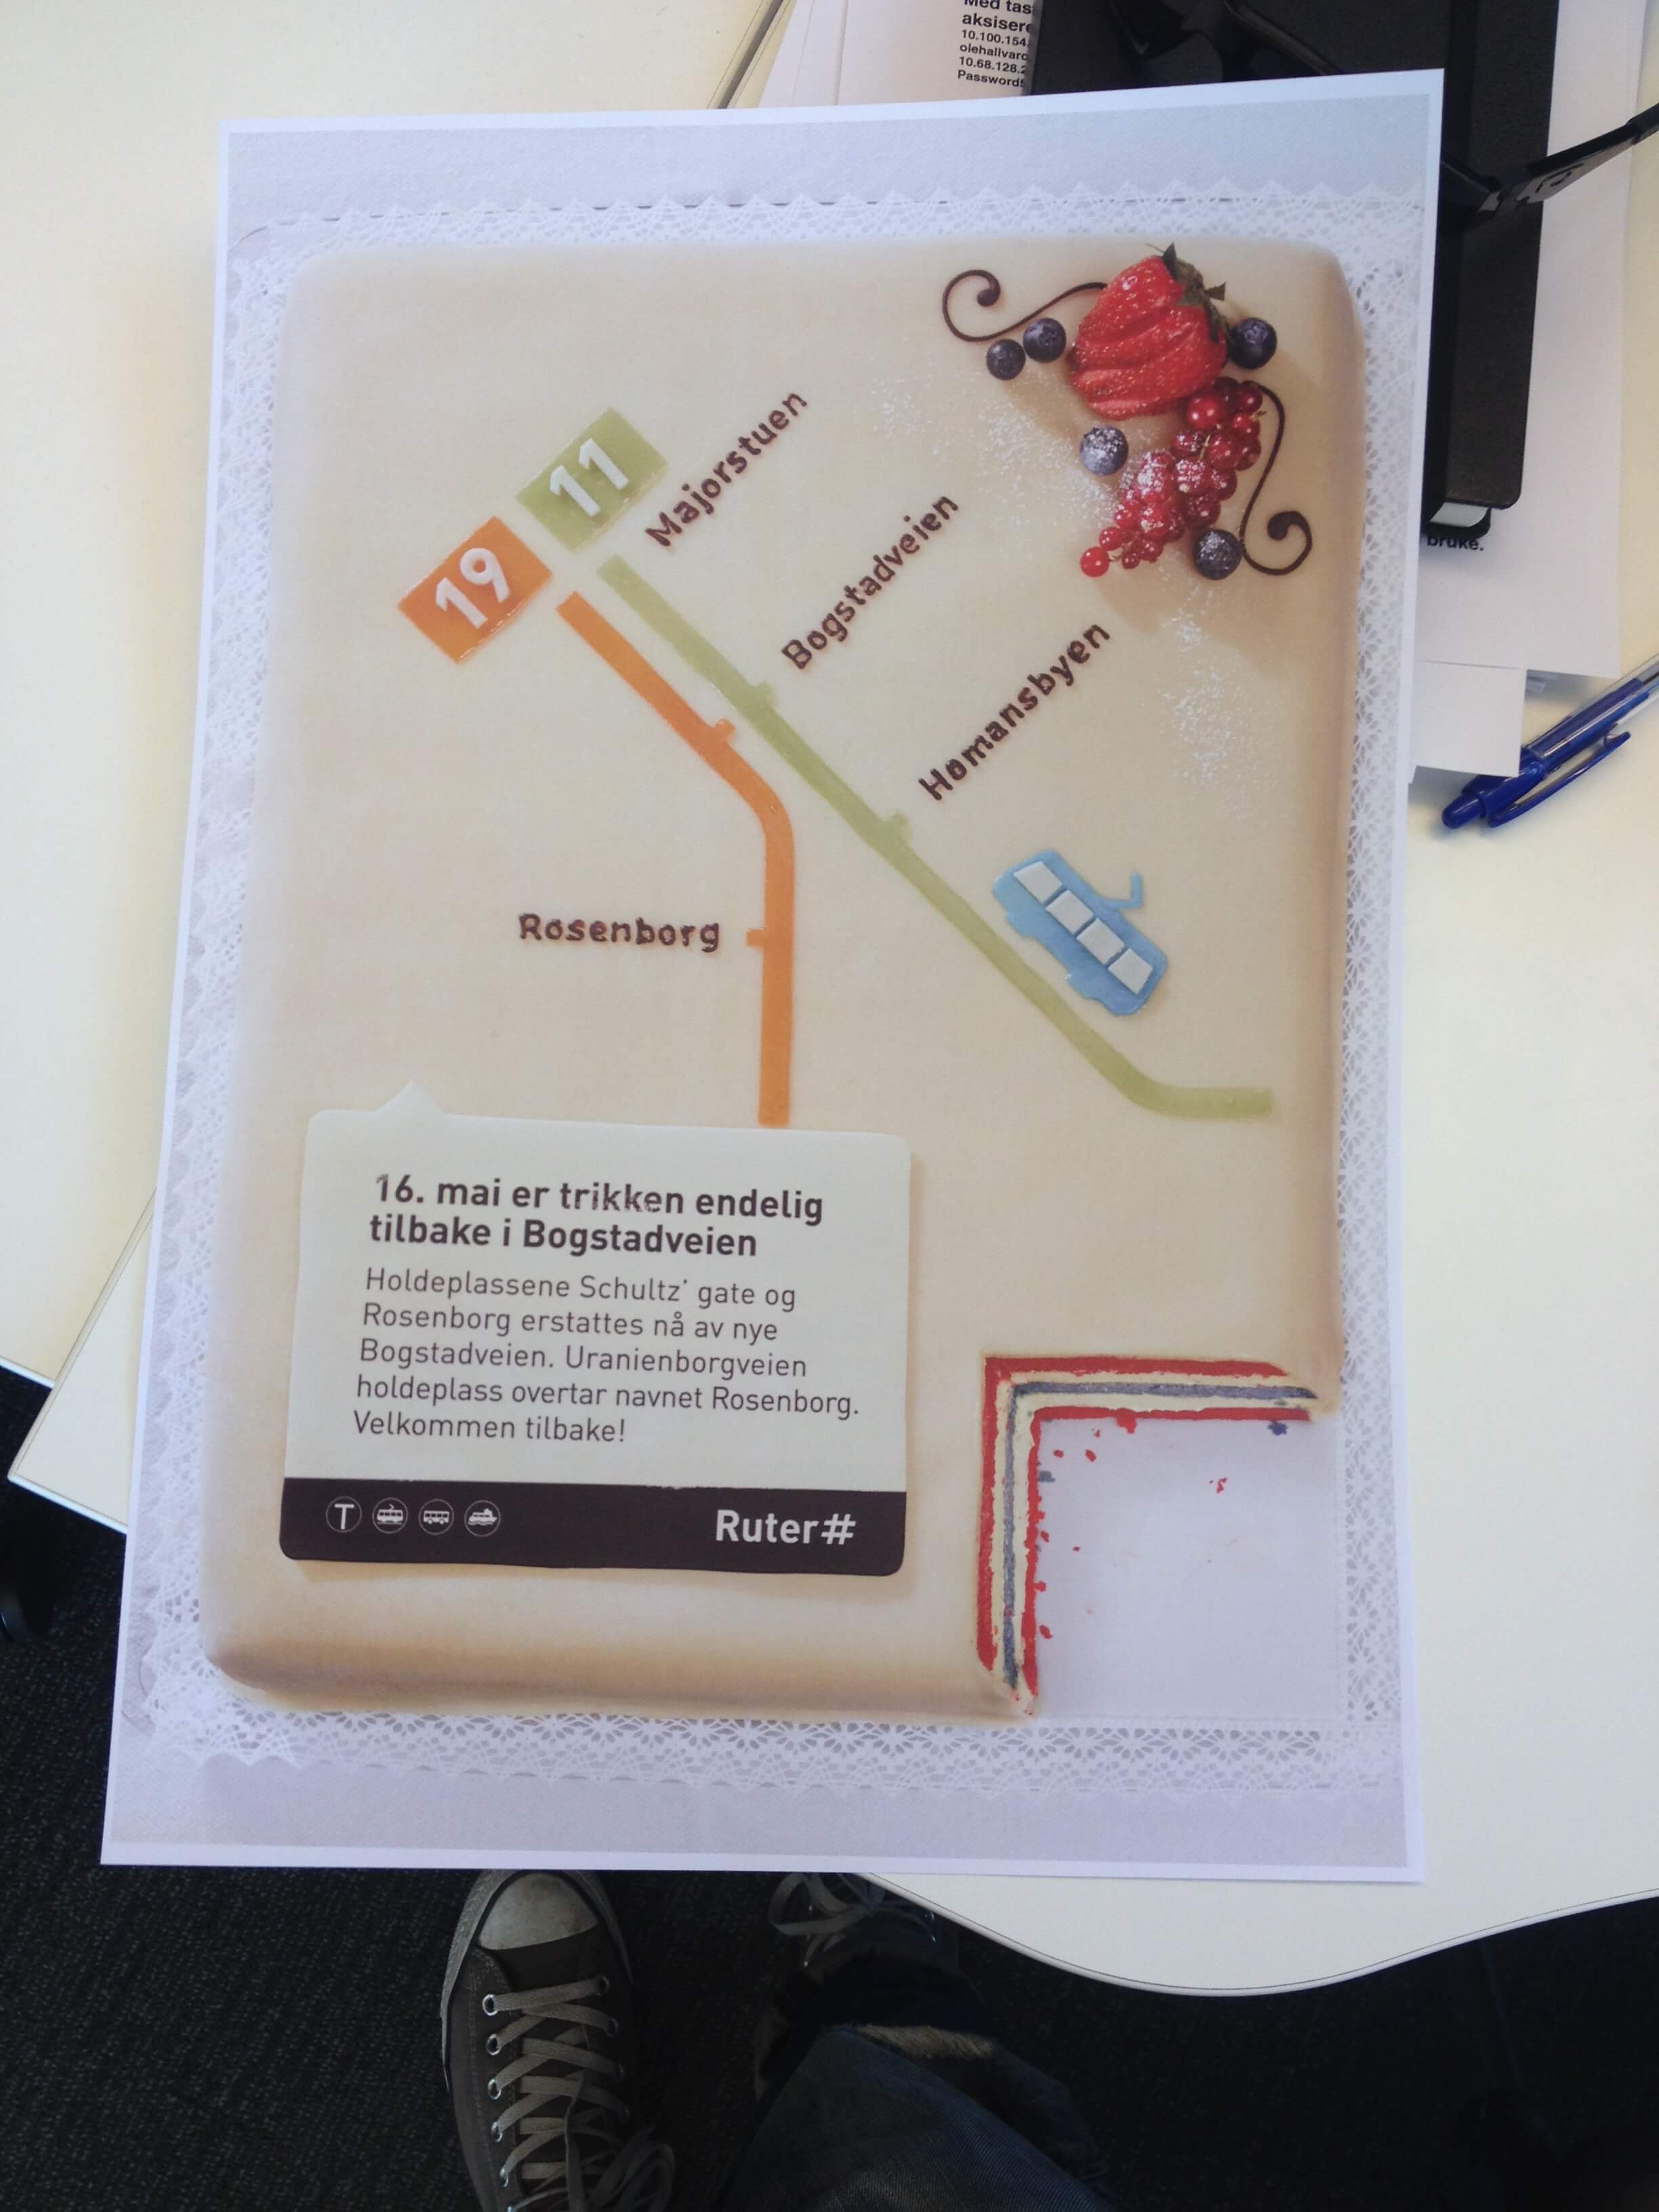 Med tas
aksisere
10.100.154.
olehallvard
10.68.128.2
Password:
bruke.
11
19
Majorstuen
Bogstadveien
Homansbyen
Rosenborg
16. mai er trikken endelig
tilbake i Bogstadveien
Holdeplassene Schultz' gate og
Rosenborg erstattes nå av nye
Bogstadveien. Uranienborgveien
holdeplass overtar navnet Rosenborg.
Velkommen tilbake!
T
Ruter#